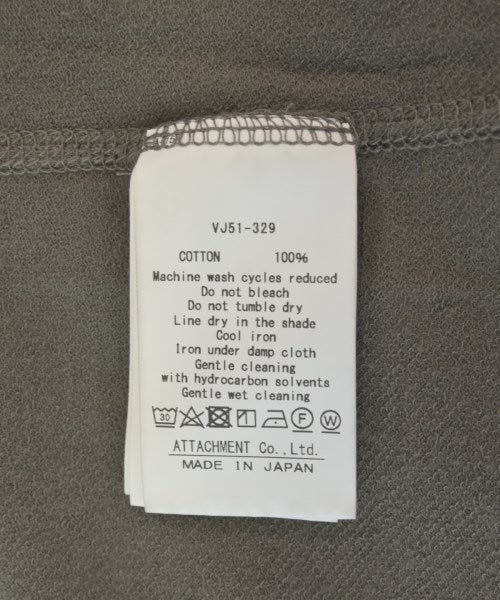 VJ51-329
COTTON 100%
Machine wash cycles reduced
Do not bleach
Do not tumble dry
Line dry in the shade
Cool iron
Iron under damp cloth
Gentle cleaning
with hydrocarbon solvents
Gentle wet cleaning
30 F W
ATTACHMENT Co.,Ltd.
MADE IN JAPAN